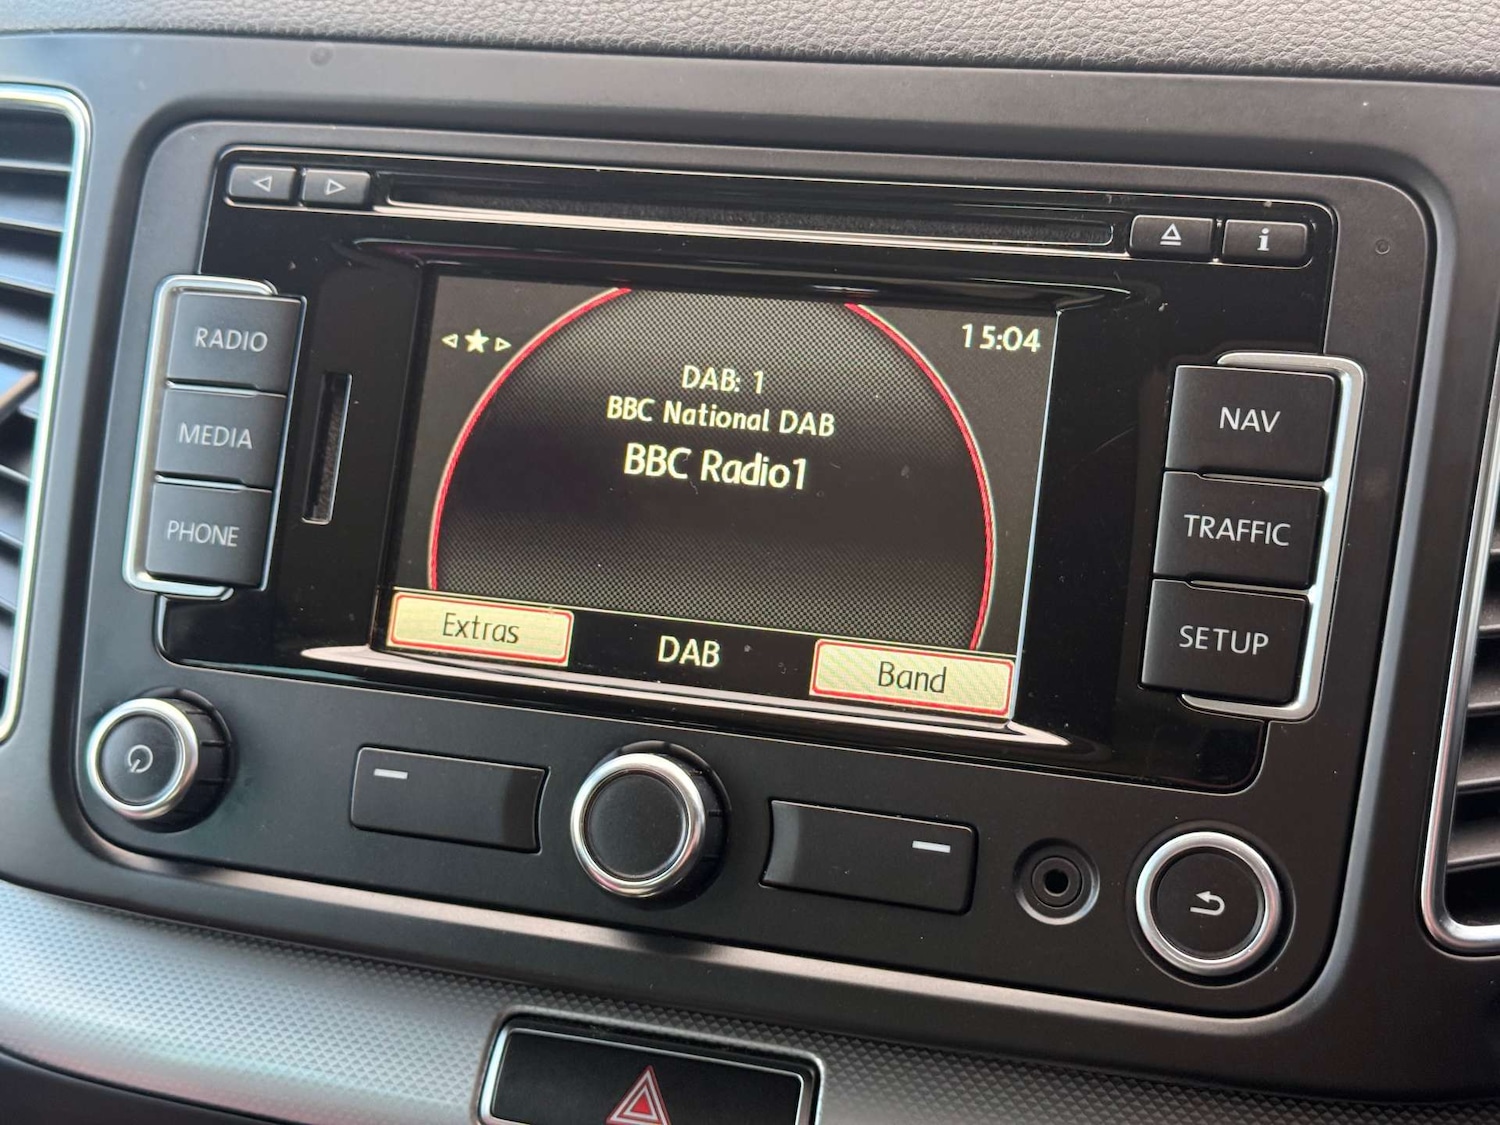 i
RADIO
MEDIA
PHONE
15:04
DAB: 1
BBC National DAB
BBC Radio1
Extras
DAB
Band
NAV
TRAFFIC
SETUP